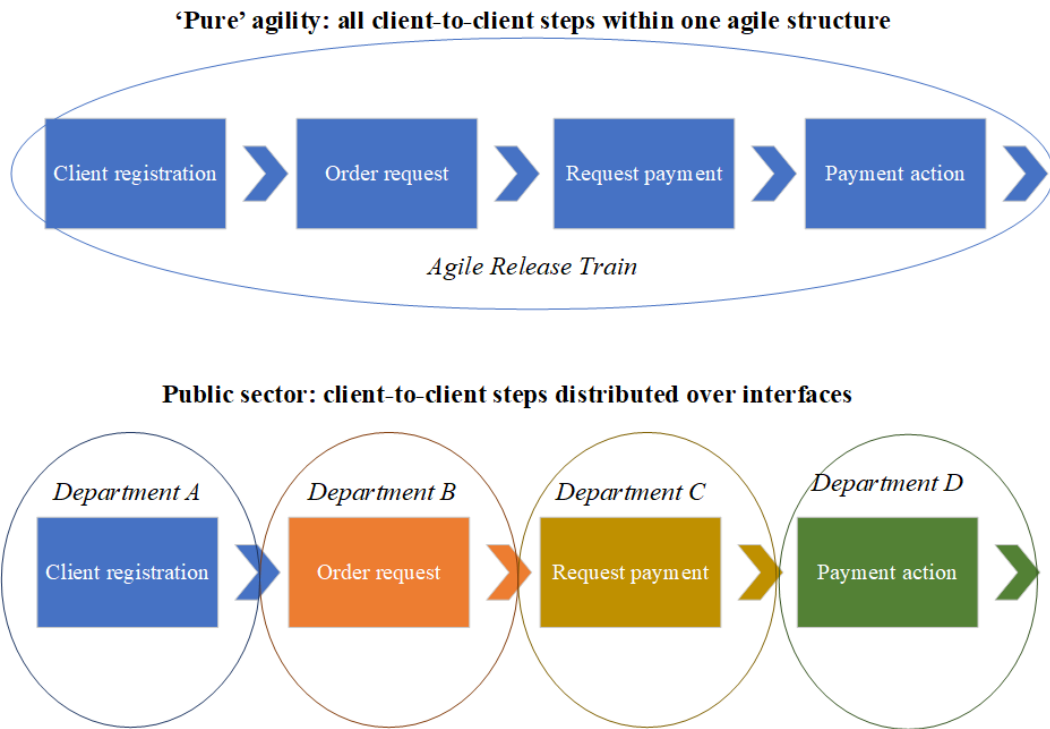 ‘Pure’ agility: all client-to-client steps within one agile structure
Client registration
Order request
Request payment
Payment action
Agile Release Train
Public sector: client-to-client steps distributed over interfaces
Department A
Department B
Department C
Department D
Client registration
Order request
Request payment
Payment action